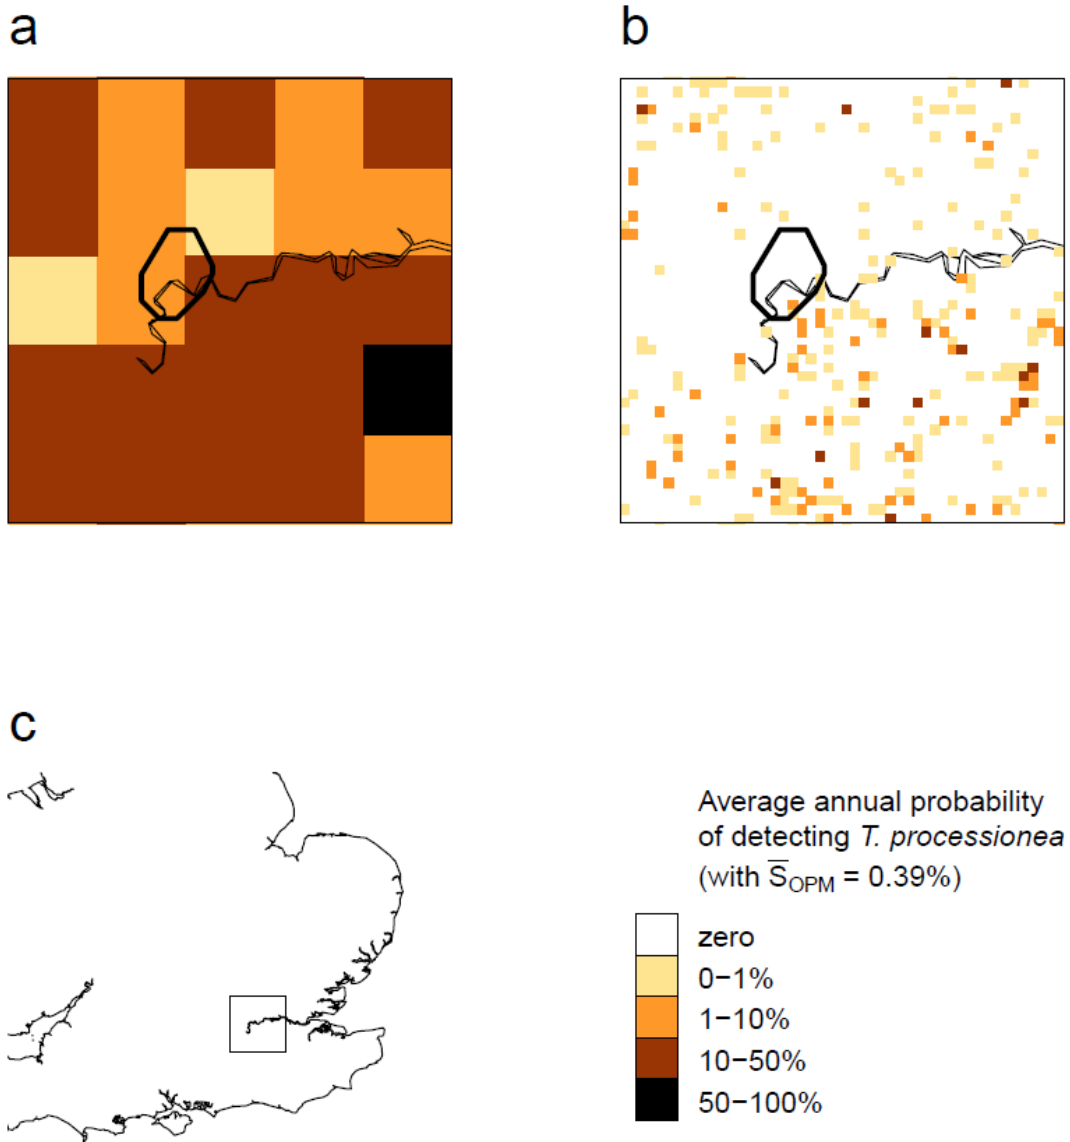 a
b
c
Average annual probability
of detecting T. processionea
(with S̅OPM = 0.39%)
zero
0−1%
1−10%
10−50%
50−100%